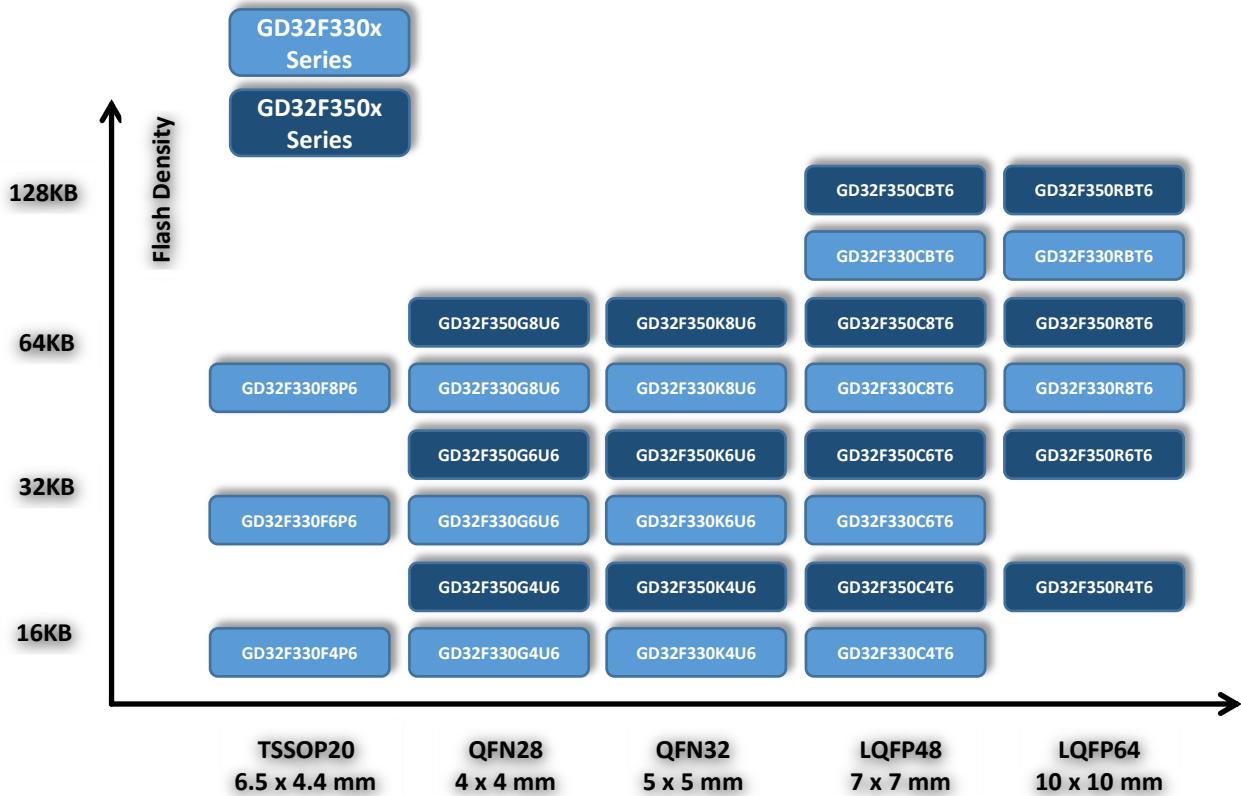 GD32F330x
Series
GD32F350x
Series
Flash Density
128KB
GD32F350CBT6
GD32F350RBT6
GD32F330CBT6
GD32F330RBT6
64KB
GD32F350G8U6
GD32F350K8U6
GD32F350C8T6
GD32F350R8T6
GD32F330F8P6
GD32F330G8U6
GD32F330K8U6
GD32F330C8T6
GD32F330R8T6
32KB
GD32F350G6U6
GD32F350K6U6
GD32F350C6T6
GD32F350R6T6
GD32F330F6P6
GD32F330G6U6
GD32F330K6U6
GD32F330C6T6
16KB
GD32F350G4U6
GD32F350K4U6
GD32F350C4T6
GD32F350R4T6
GD32F330F4P6
GD32F330G4U6
GD32F330K4U6
GD32F330C4T6
TSSOP20
6.5 x 4.4 mm
QFN28
4 x 4 mm
QFN32
5 x 5 mm
LQFP48
7 x 7 mm
LQFP64
10 x 10 mm